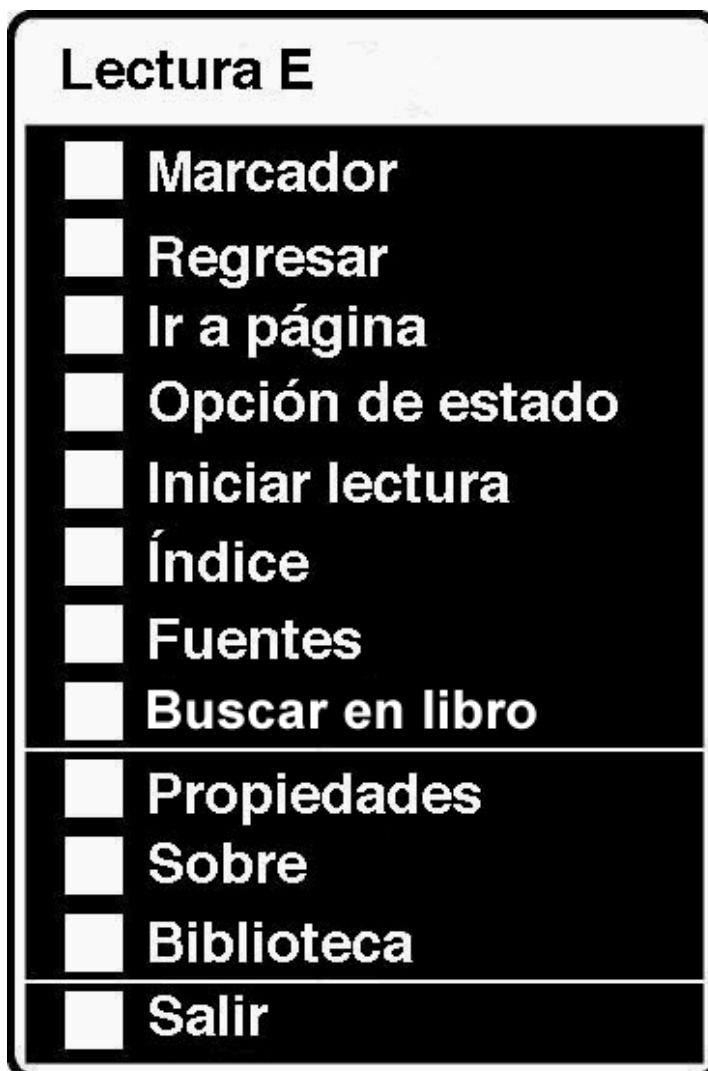 Lectura E
Marcador
Regresar
Ir a página
Opción de estado
Iniciar lectura
Índice
Fuentes
Buscar en libro
Propiedades
Sobre
Biblioteca
Salir